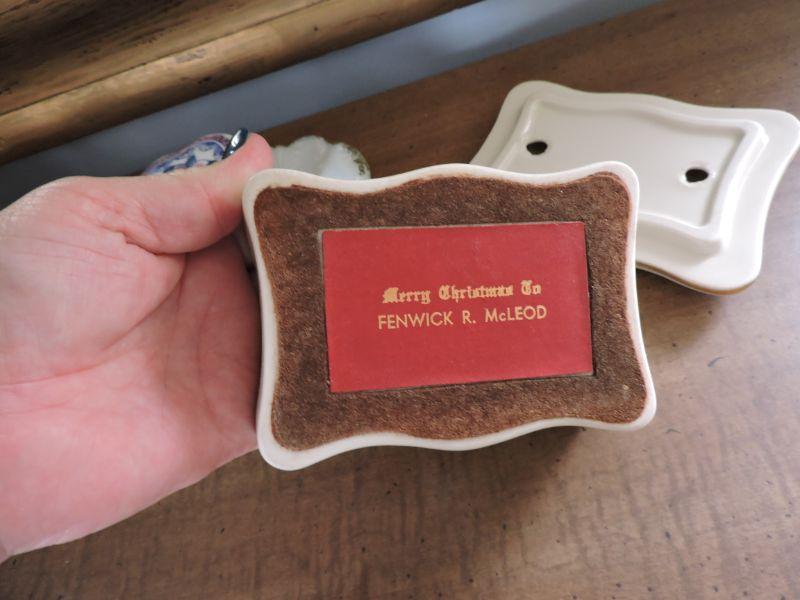 Merry Christmas To
FENWICK R. McLEOD